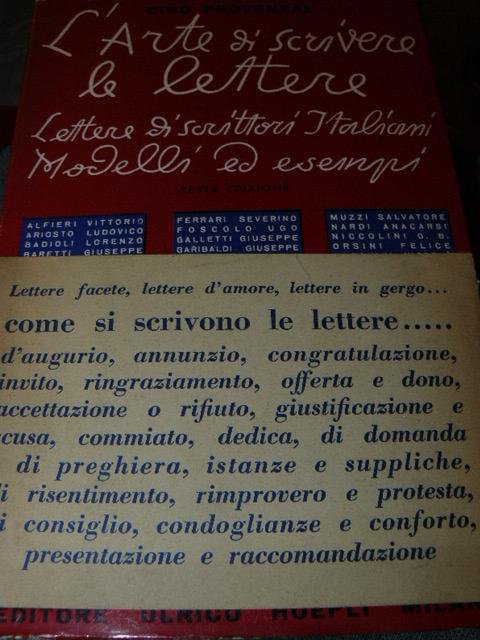 DINO PROVENZAL
L'Arte di scrivere
le lettere
Lettere di scrittori Italiani
Modelli ed esempi
SESTA EDIZIONE
ALFIERI VITTORIO
ARIOSTO LUDOVICO
BADIOLI LORENZO
BARETTI GIUSEPPE
FERRARI SEVERINO
FOSCOLO UGO
GALLETTI GIUSEPPE
GARIBALDI GIUSEPPE
MUZZI SALVATORE
NARDI ANACARSI
NICCOLINI G. B.
ORSINI FELICE
Lettere facete, lettere d'amore, lettere in gergo...
come si scrivono le lettere.....
d'augurio, annunzio, congratulazione,
invito, ringraziamento, offerta e dono,
accettazione o rifiuto, giustificazione e
scusa, commiato, dedica, di domanda
di preghiera, istanze e suppliche,
di risentimento, rimprovero e protesta,
di consiglio, condoglianze e conforto,
presentazione e raccomandazione
EDITORE ULRICO HOEPLI MILAN